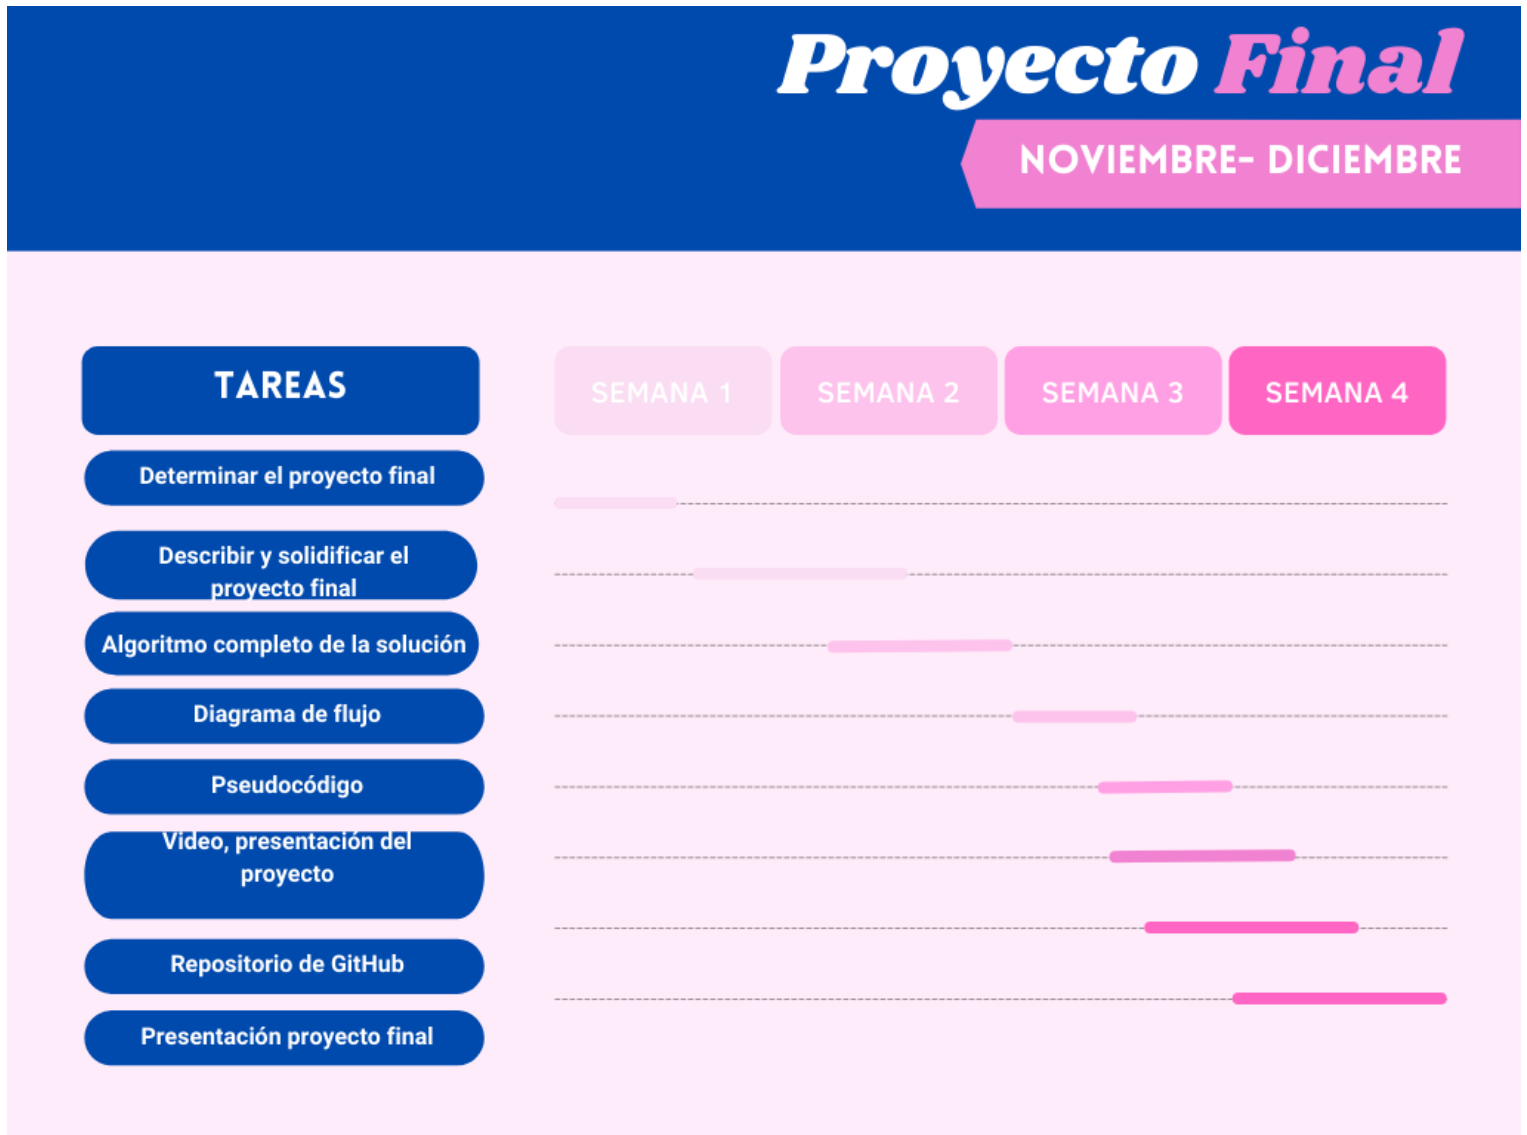 Proyecto Final
NOVIEMBRE- DICIEMBRE
TAREAS
SEMANA 1
SEMANA 2
SEMANA 3
SEMANA 4
Determinar el proyecto final
Describir y solidificar el
proyecto final
Algoritmo completo de la solución
Diagrama de flujo
Pseudocódigo
Video, presentación del
proyecto
Repositorio de GitHub
Presentación proyecto final